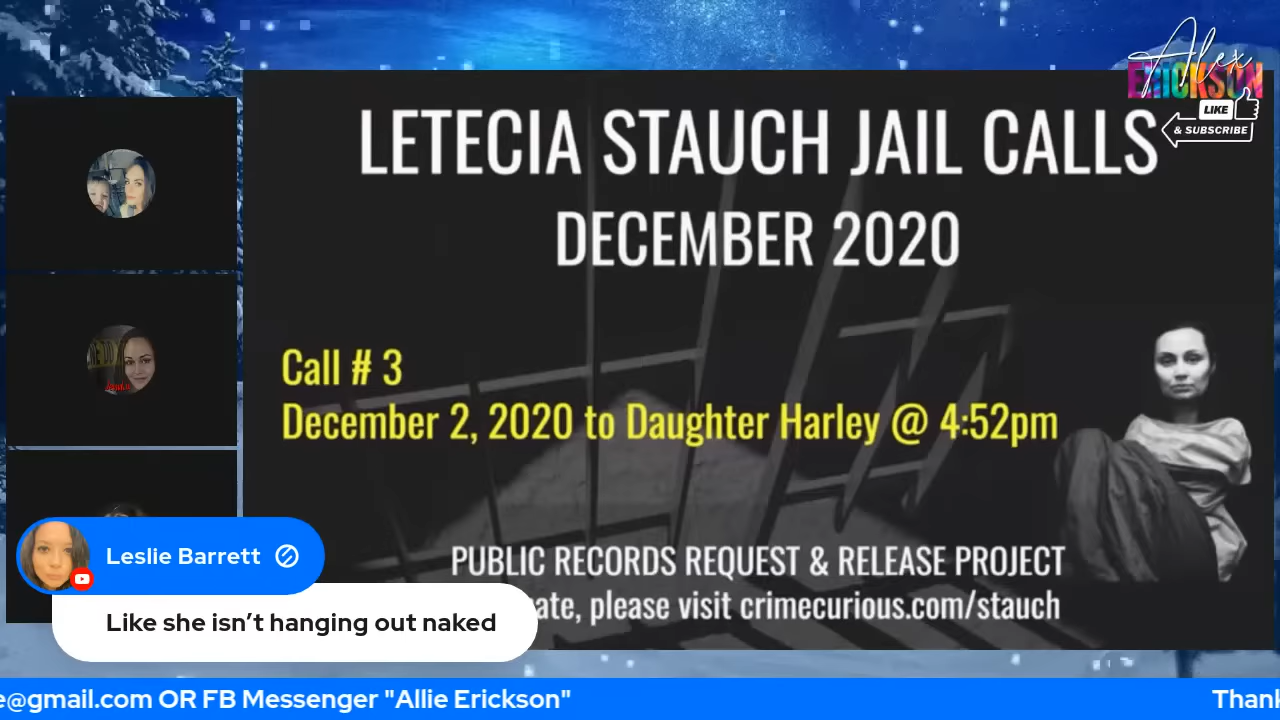 Alex
ERICKSON
LIKE
& SUBSCRIBE
LETECIA STAUCH JAIL CALLS
DECEMBER 2020
Call # 3
December 2, 2020 to Daughter Harley @ 4:52pm
PUBLIC RECORDS REQUEST & RELEASE PROJECT
ate, please visit crimecurious.com/stauch
Leslie Barrett
Like she isn’t hanging out naked
e@gmail.com OR FB Messenger "Allie Erickson"
Thank